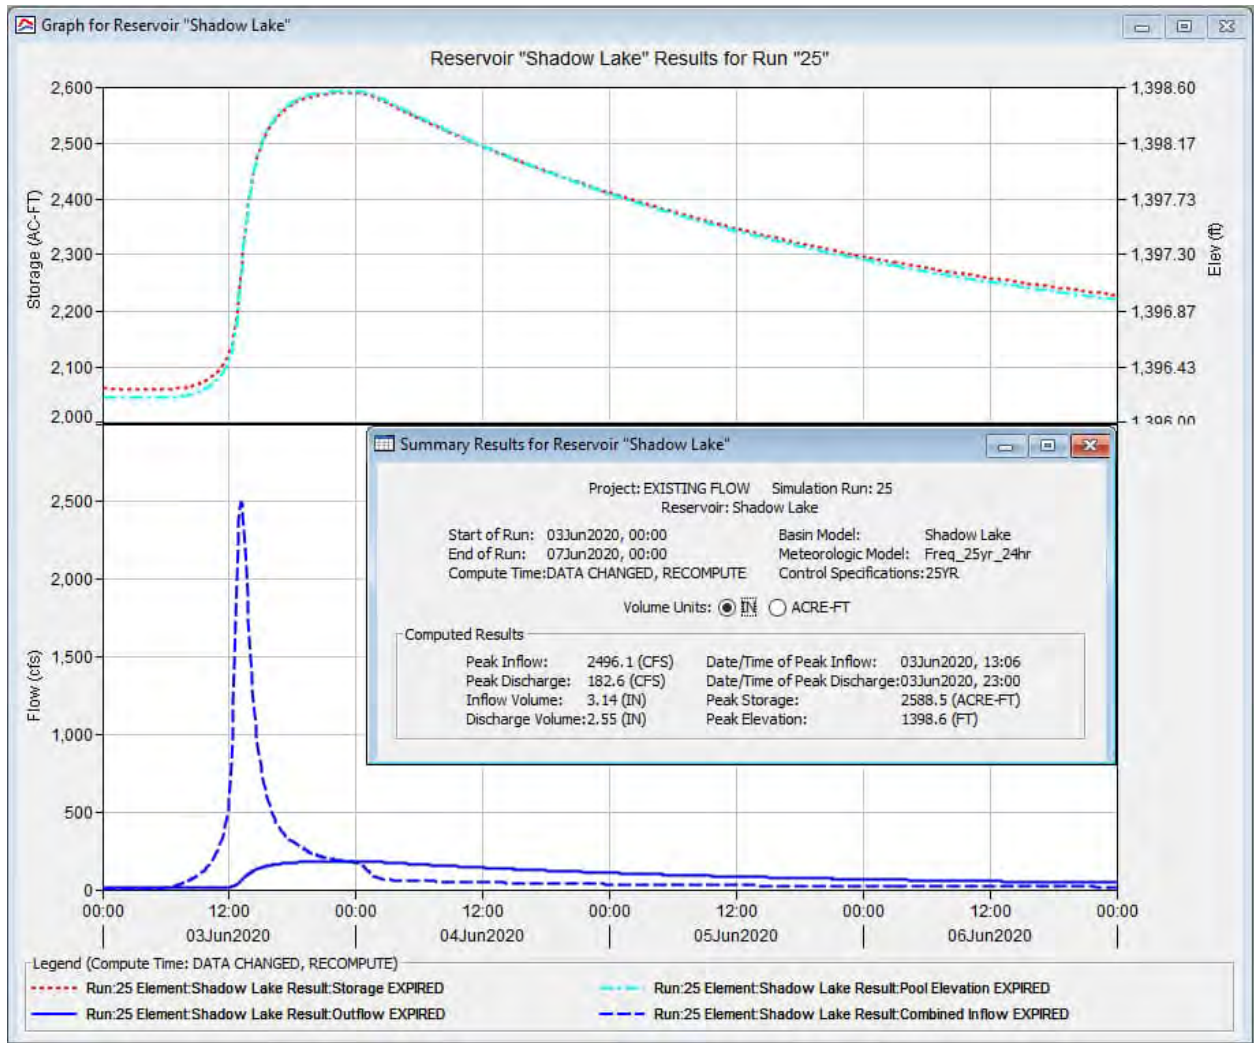 Graph for Reservoir "Shadow Lake"
Reservoir "Shadow Lake" Results for Run "25"
2,600
2,500
2,400
2,300
2,200
2,100
2,000
Storage (AC-FT)
1,398.60
1,398.17
1,397.73
1,397.30
1,396.87
1,396.43
1,396.00
Elev (ft)
2,500
2,000
1,500
1,000
500
0
Flow (cfs)
Summary Results for Reservoir "Shadow Lake"
Project: EXISTING FLOW Simulation Run: 25
Reservoir: Shadow Lake
Start of Run: 03Jun2020, 00:00 Basin Model: Shadow Lake
End of Run: 07Jun2020, 00:00 Meteorologic Model: Freq_25yr_24hr
Compute Time:DATA CHANGED, RECOMPUTE Control Specifications:25YR
Volume Units: IN ACRE-FT
Computed Results
Peak Inflow: 2496.1 (CFS) Date/Time of Peak Inflow: 03Jun2020, 13:06
Peak Discharge: 182.6 (CFS) Date/Time of Peak Discharge:03Jun2020, 23:00
Inflow Volume: 3.14 (IN) Peak Storage: 2588.5 (ACRE-FT)
Discharge Volume:2.55 (IN) Peak Elevation: 1398.6 (FT)
00:00 12:00 00:00 12:00 00:00 12:00 00:00 12:00 00:00
03Jun2020 04Jun2020 05Jun2020 06Jun2020
Legend (Compute Time: DATA CHANGED, RECOMPUTE)
Run:25 Element:Shadow Lake Result:Storage EXPIRED Run:25 Element:Shadow Lake Result:Pool Elevation EXPIRED
Run:25 Element:Shadow Lake Result:Outflow EXPIRED Run:25 Element:Shadow Lake Result:Combined Inflow EXPIRED